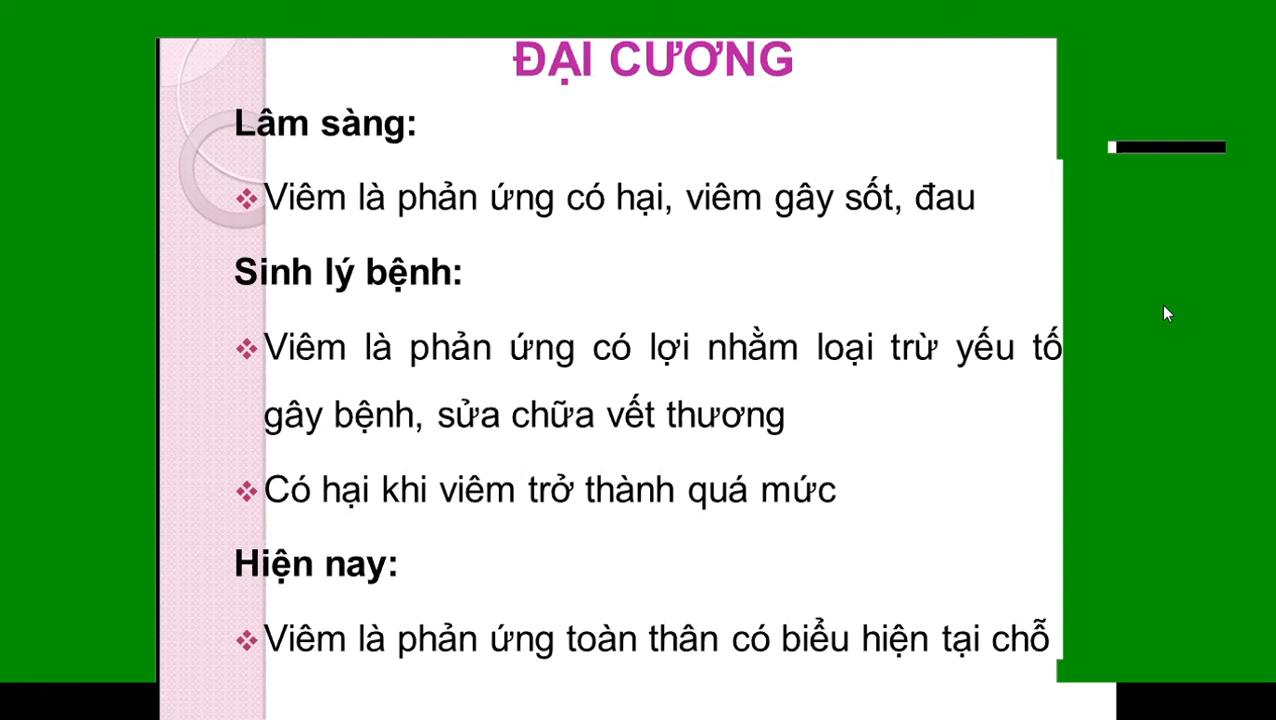 ĐẠI CƯƠNG
Lâm sàng:
Viêm là phản ứng có hại, viêm gây sốt, đau
Sinh lý bệnh:
Viêm là phản ứng có lợi nhằm loại trừ yếu tố
gây bệnh, sửa chữa vết thương
Có hại khi viêm trở thành quá mức
Hiện nay:
Viêm là phản ứng toàn thân có biểu hiện tại chỗ